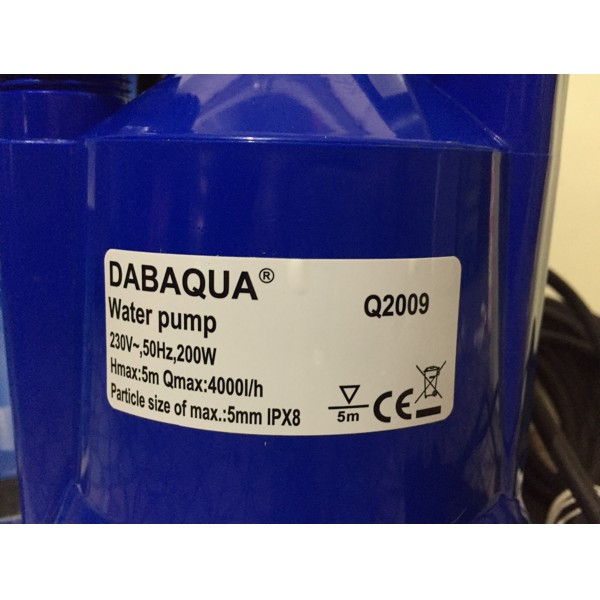 DABAQUA®
Water pump
Q2009
230V~,50Hz,200W
Hmax:5m Qmax:4000l/h
Particle size of max.:5mm IPX8
5m
CE